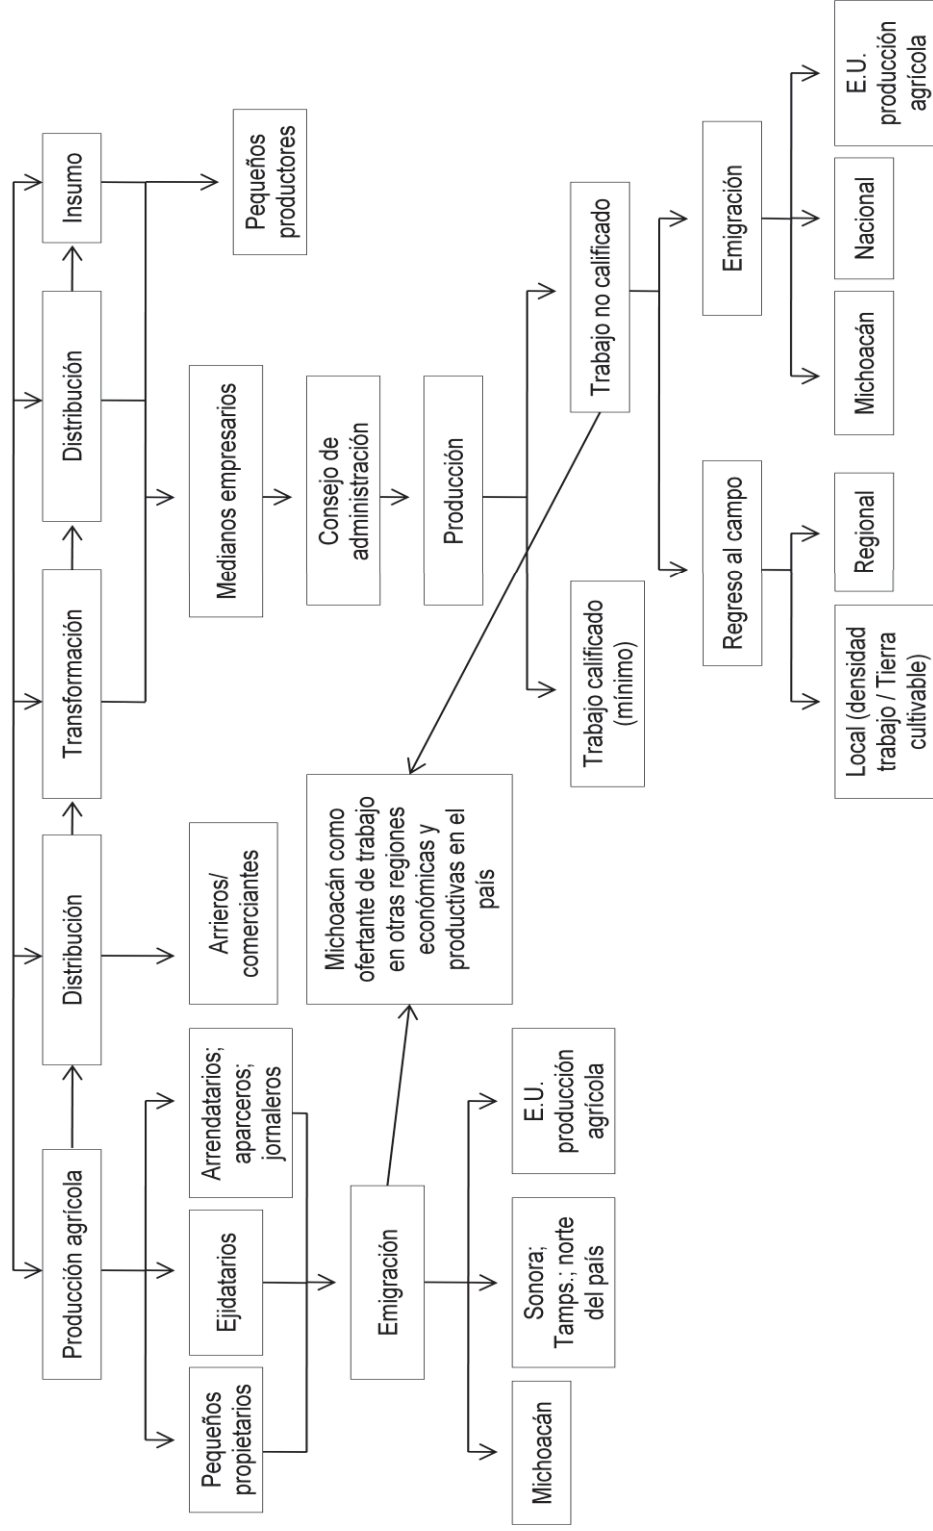 Producción agrícola
Distribución
Transformación
Distribución
Insumo
Pequeños
propietarios
Ejidatarios
Arrendatarios;
aparceros;
jornaleros
Arrieros/
comerciantes
Medianos empresarios
Pequeños
productores
Emigración
Michoacán como
ofertante de trabajo
en otras regiones
económicas y
productivas en el
país
Consejo de
administración
Producción
Michoacán
Sonora;
Tamps.; norte
del país
E.U.
producción
agrícola
Trabajo calificado
(mínimo)
Trabajo no calificado
Regreso al campo
Emigración
Local (densidad
trabajo / Tierra
cultivable)
Regional
Michoacán
Nacional
E.U.
producción
agrícola